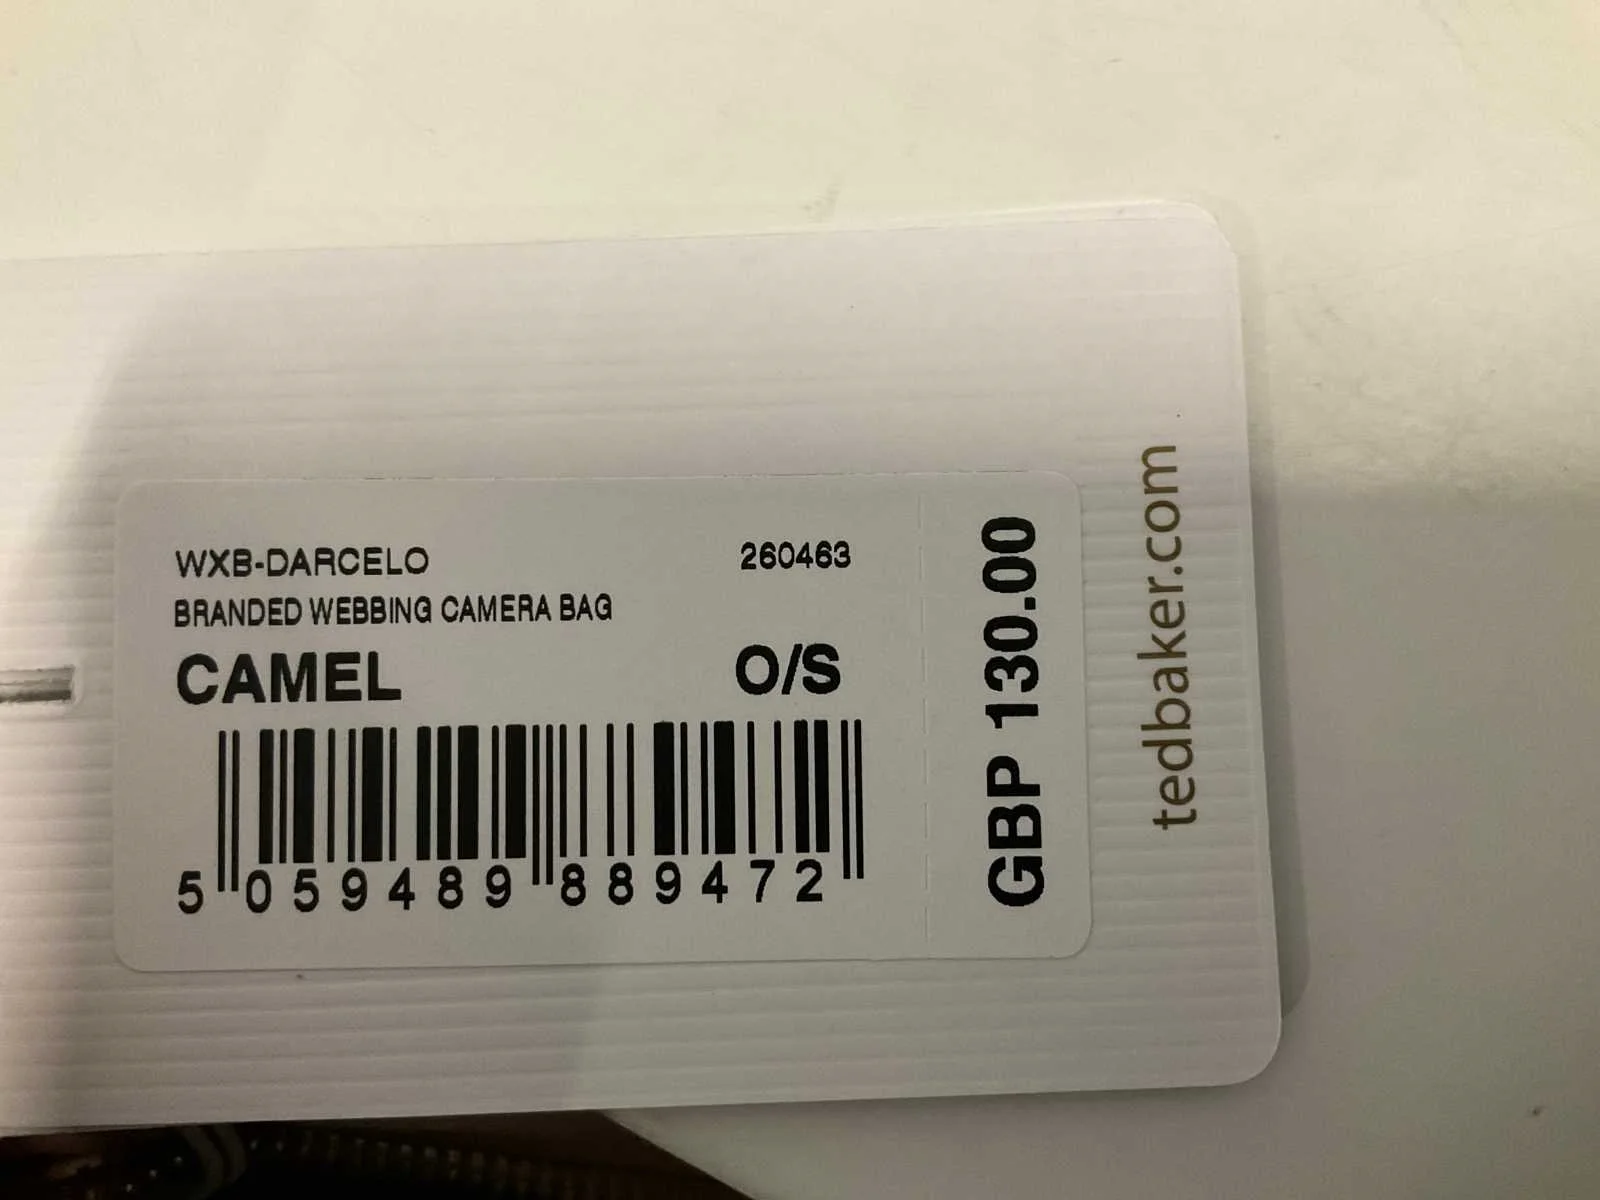 WXB-DARCELO 260463
BRANDED WEBBING CAMERA BAG
CAMEL O/S
5 059489 889472
GBP 130.00
tedbaker.com